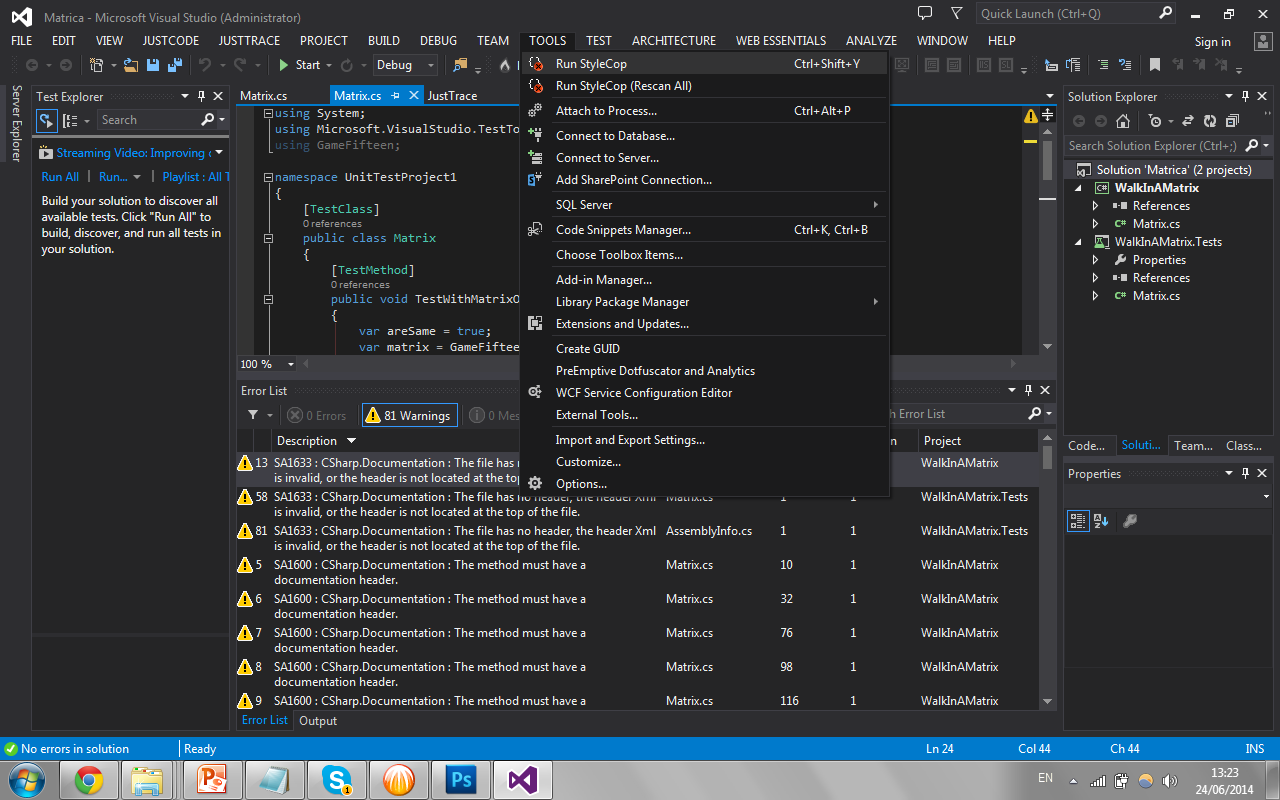 Matrica - Microsoft Visual Studio (Administrator)
Quick Launch (Ctrl+Q)
FILE EDIT VIEW JUSTCODE JUSTTRACE PROJECT BUILD DEBUG TEAM TOOLS TEST ARCHITECTURE WEB ESSENTIALS ANALYZE WINDOW HELP
Sign in
Start Debug
Server Explorer
Test Explorer
Search
Streaming Video: Improving
Run All | Run... | Playlist : All T
Build your solution to discover all
available tests. Click "Run All" to
build, discover, and run all tests in
your solution.
Matrix.cs Matrix.cs JustTrace
using System;
using Microsoft.VisualStudio.TestTo
using GameFifteen;
namespace UnitTestProject1
{
[TestClass]
0 references
public class Matrix
{
[TestMethod]
0 references
public void TestWithMatrixO
{
var areSame = true;
var matrix = GameFiftee
100 %
Run StyleCop Ctrl+Shift+Y
Run StyleCop (Rescan All)
Attach to Process... Ctrl+Alt+P
Connect to Database...
Connect to Server...
Add SharePoint Connection...
SQL Server
Code Snippets Manager... Ctrl+K, Ctrl+B
Choose Toolbox Items...
Add-in Manager...
Library Package Manager
Extensions and Updates...
Create GUID
PreEmptive Dotfuscator and Analytics
WCF Service Configuration Editor
External Tools...
Import and Export Settings...
Customize...
Options...
Error List
0 Errors 81 Warnings 0 Mes
h Error List
Description n Project
13 SA1633 : CSharp.Documentation : The file has WalkInAMatrix
is invalid, or the header is not located at the top
58 SA1633 : CSharp.Documentation : The file has no header, the header Xml Matrix.cs 1 1 WalkInAMatrix.Tests
is invalid, or the header is not located at the top of the file.
81 SA1633 : CSharp.Documentation : The file has no header, the header Xml AssemblyInfo.cs 1 1 WalkInAMatrix.Tests
is invalid, or the header is not located at the top of the file.
5 SA1600 : CSharp.Documentation : The method must have a Matrix.cs 10 1 WalkInAMatrix
documentation header.
6 SA1600 : CSharp.Documentation : The method must have a Matrix.cs 32 1 WalkInAMatrix
documentation header.
7 SA1600 : CSharp.Documentation : The method must have a Matrix.cs 76 1 WalkInAMatrix
documentation header.
8 SA1600 : CSharp.Documentation : The method must have a Matrix.cs 98 1 WalkInAMatrix
documentation header.
9 SA1600 : CSharp.Documentation : The method must have a Matrix.cs 116 1 WalkInAMatrix
Error List Output
Solution Explorer
Search Solution Explorer (Ctrl+;)
Solution 'Matrica' (2 projects)
WalkInAMatrix
References
Matrix.cs
WalkInAMatrix.Tests
Properties
References
Matrix.cs
Code... Soluti... Team... Class...
Properties
No errors in solution Ready Ln 24 Col 44 Ch 44 INS
EN
13:23
24/06/2014